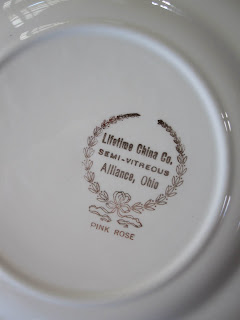 Lifetime China Co.
SEMI-VITREOUS
Alliance, Ohio
PINK ROSE